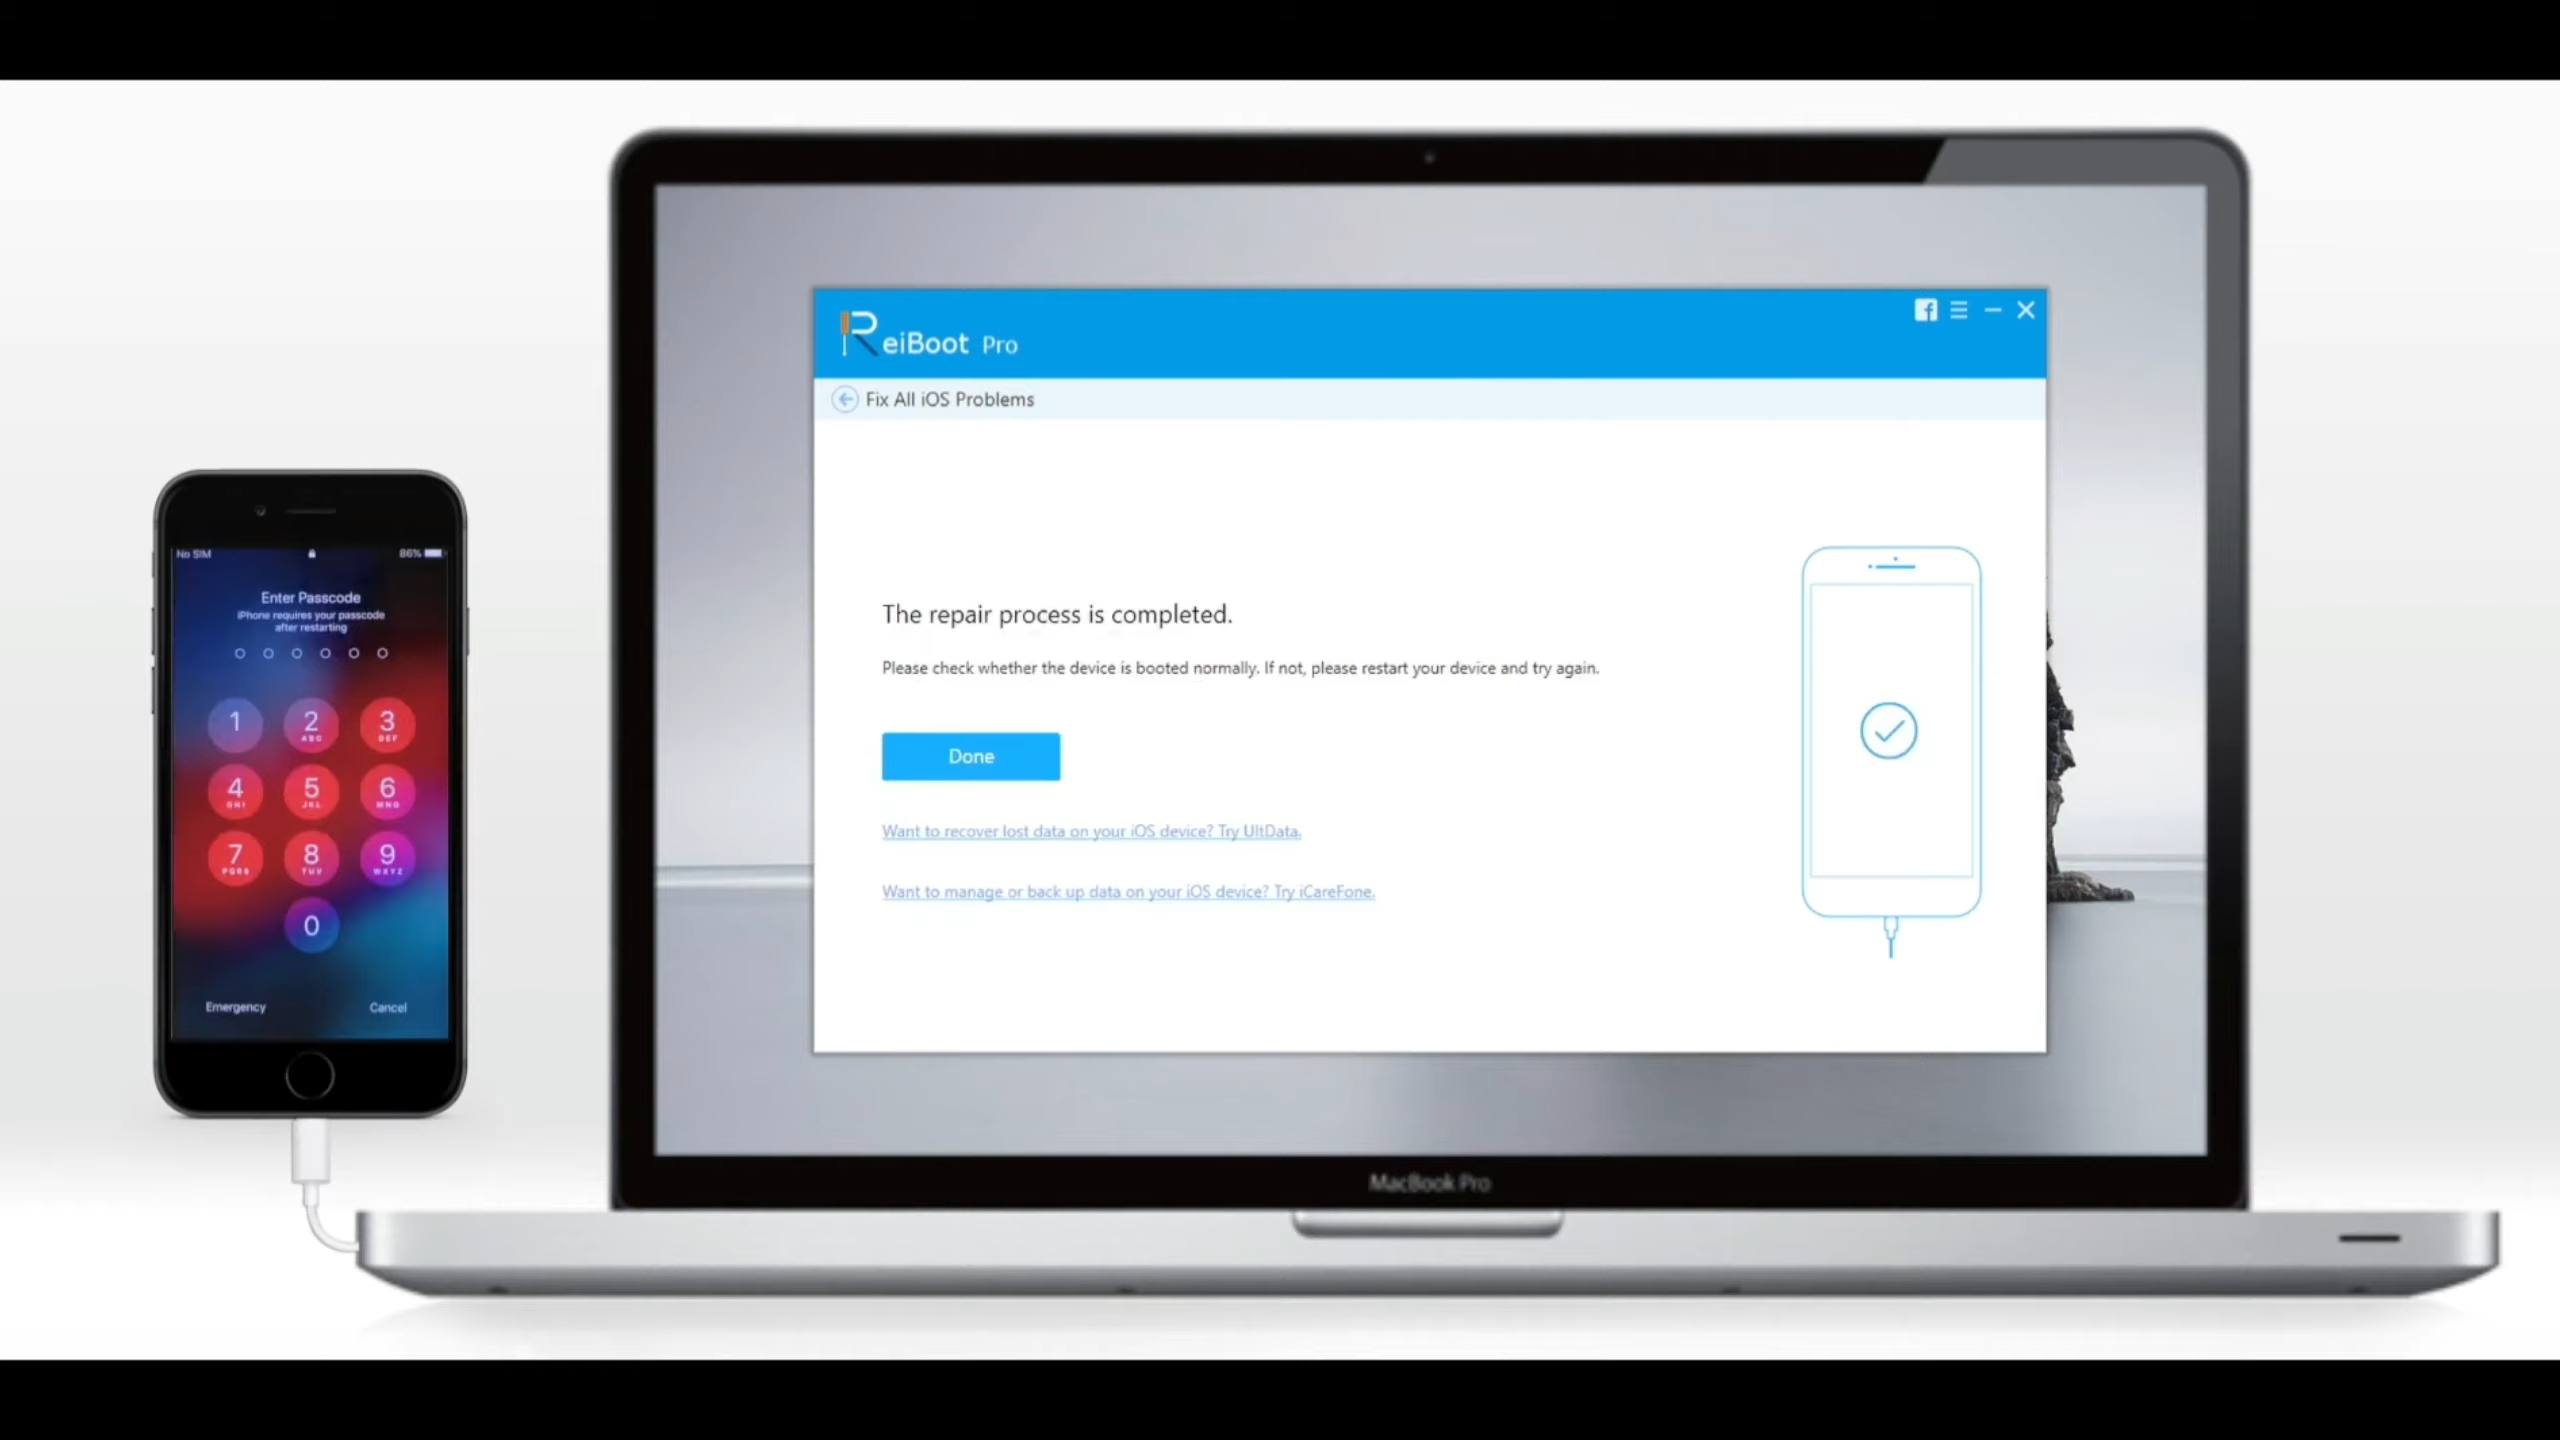 ReiBoot Pro
Fix All iOS Problems
The repair process is completed.
Please check whether the device is booted normally. If not, please restart your device and try again.
Done
Want to recover lost data on your iOS device? Try UltData.
Want to manage or back up data on your iOS device? Try iCareFone.
MacBook Pro
No SIM 86%
Enter Passcode
iPhone requires your passcode
after restarting
1 2 3
ABC DEF
4 5 6
GHI JKL MNO
7 8 9
PQRS TUV WXYZ
0
Emergency Cancel